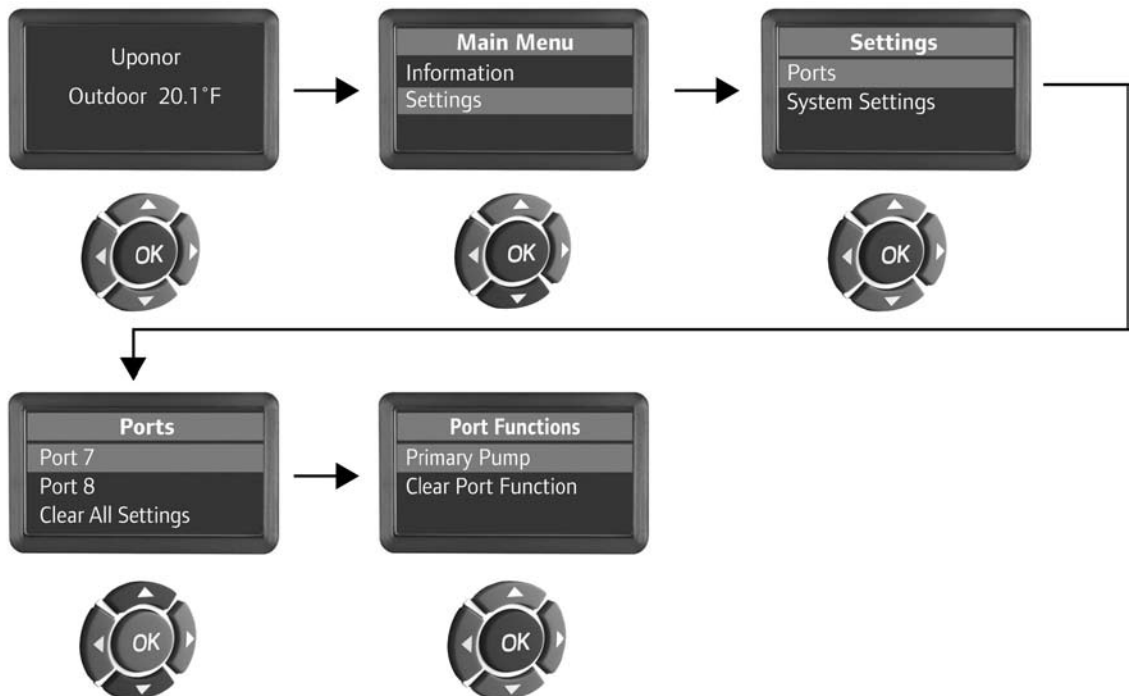 Uponor
Outdoor 20.1°F
Main Menu
Information
Settings
Settings
Ports
System Settings
OK
OK
OK
Ports
Port 7
Port 8
Clear All Settings
Port Functions
Primary Pump
Clear Port Function
OK
OK